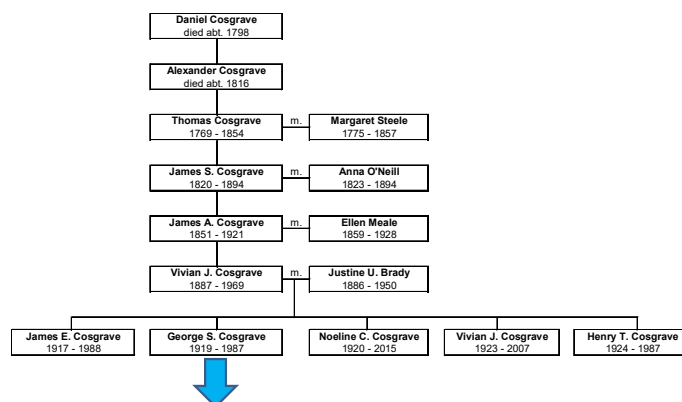 Daniel Cosgrave
died abt. 1798
Alexander Cosgrave
died abt. 1816
Thomas Cosgrave
1769 - 1854
m.
Margaret Steele
1775 - 1857
James S. Cosgrave
1820 - 1894
m.
Anna O'Neill
1823 - 1894
James A. Cosgrave
1851 - 1921
m.
Ellen Meale
1859 - 1928
Vivian J. Cosgrave
1887 - 1969
m.
Justine U. Brady
1886 - 1950
James E. Cosgrave
1917 - 1988
George S. Cosgrave
1919 - 1987
Noeline C. Cosgrave
1920 - 2015
Vivian J. Cosgrave
1923 - 2007
Henry T. Cosgrave
1924 - 1987